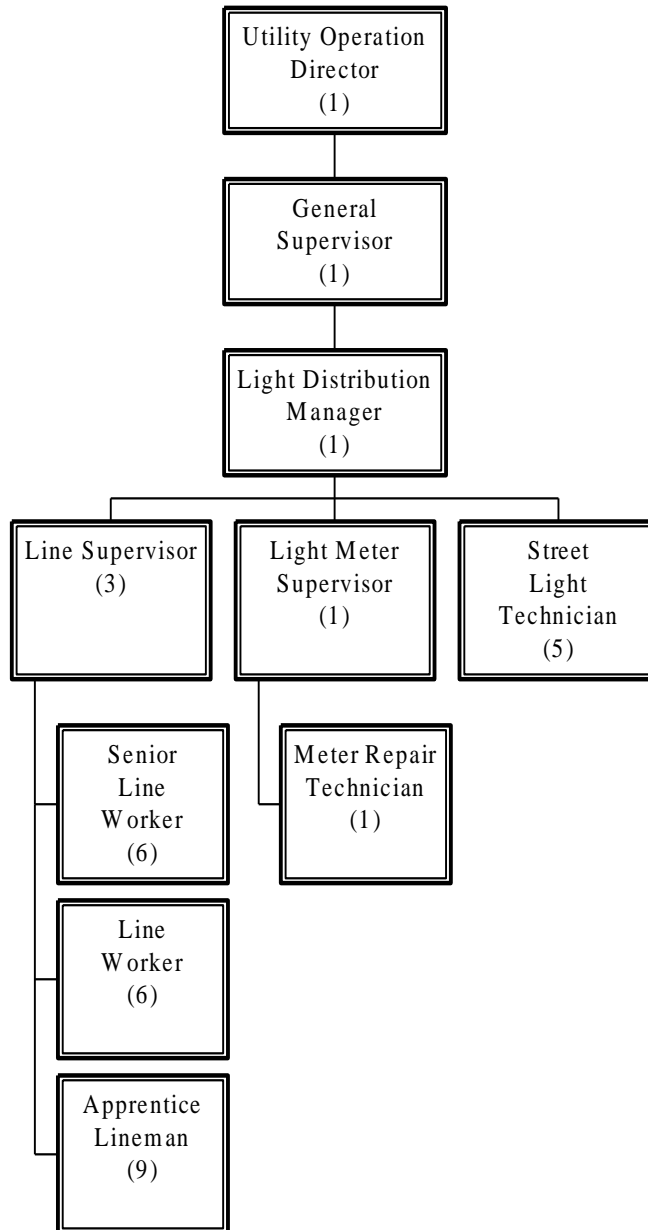 Utility Operation
Director
(1)
General
Supervisor
(1)
Light Distribution
Manager
(1)
Line Supervisor
(3)
Light Meter
Supervisor
(1)
Street
Light
Technician
(5)
Senior
Line
Worker
(6)
Meter Repair
Technician
(1)
Line
Worker
(6)
Apprentice
Lineman
(9)